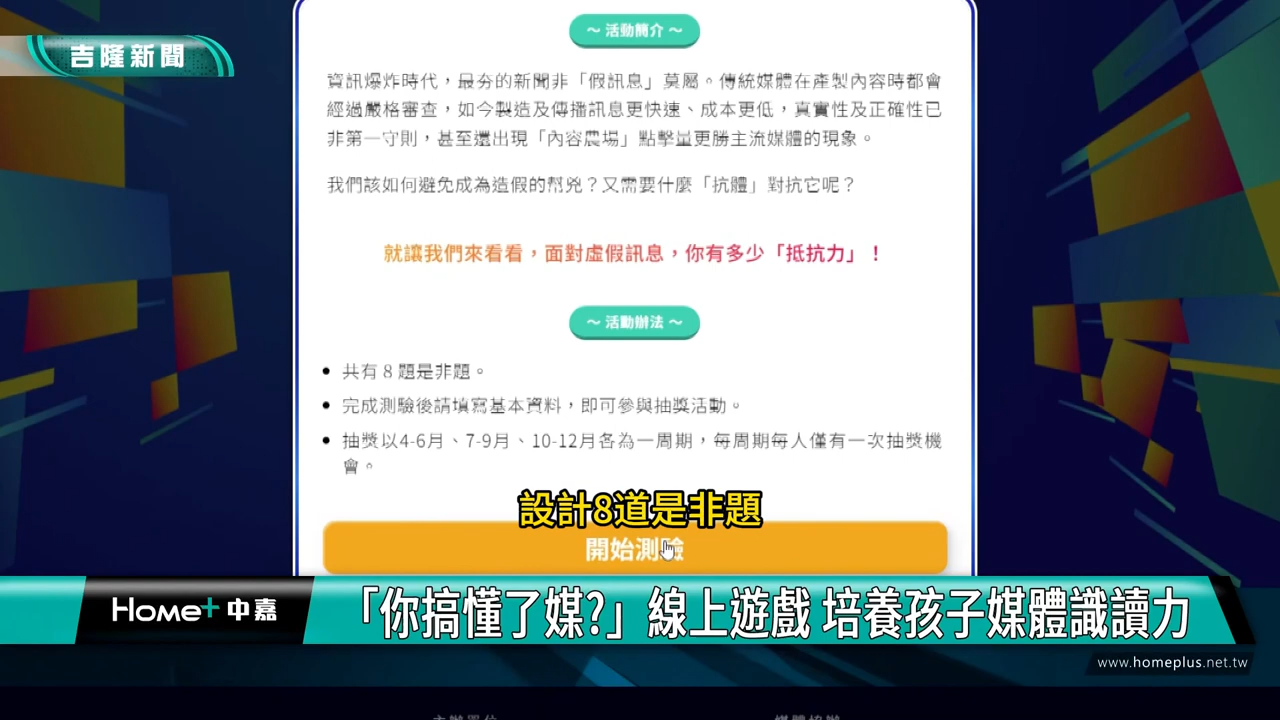 吉隆新聞
～ 活動簡介 ～
資訊爆炸時代，最夯的新聞非「假訊息」莫屬。傳統媒體在產製內容時都會
經過嚴格審查，如今製造及傳播訊息更快速、成本更低，真實性及正確性已
非第一守則，甚至還出現「內容農場」點擊量更勝主流媒體的現象。
我們該如何避免成為造假的幫兇？又需要什麼「抗體」對抗它呢？
就讓我們來看看，面對虛假訊息，你有多少「抵抗力」！
～ 活動辦法 ～
共有 8 題是非題。
完成測驗後請填寫基本資料，即可參與抽獎活動。
抽獎以4-6月、7-9月、10-12月各為一周期，每周期每人僅有一次抽獎機
會。
設計8道是非題
開始測驗
Home+ 中嘉
「你搞懂了媒?」線上遊戲 培養孩子媒體識讀力
www.homeplus.net.tw